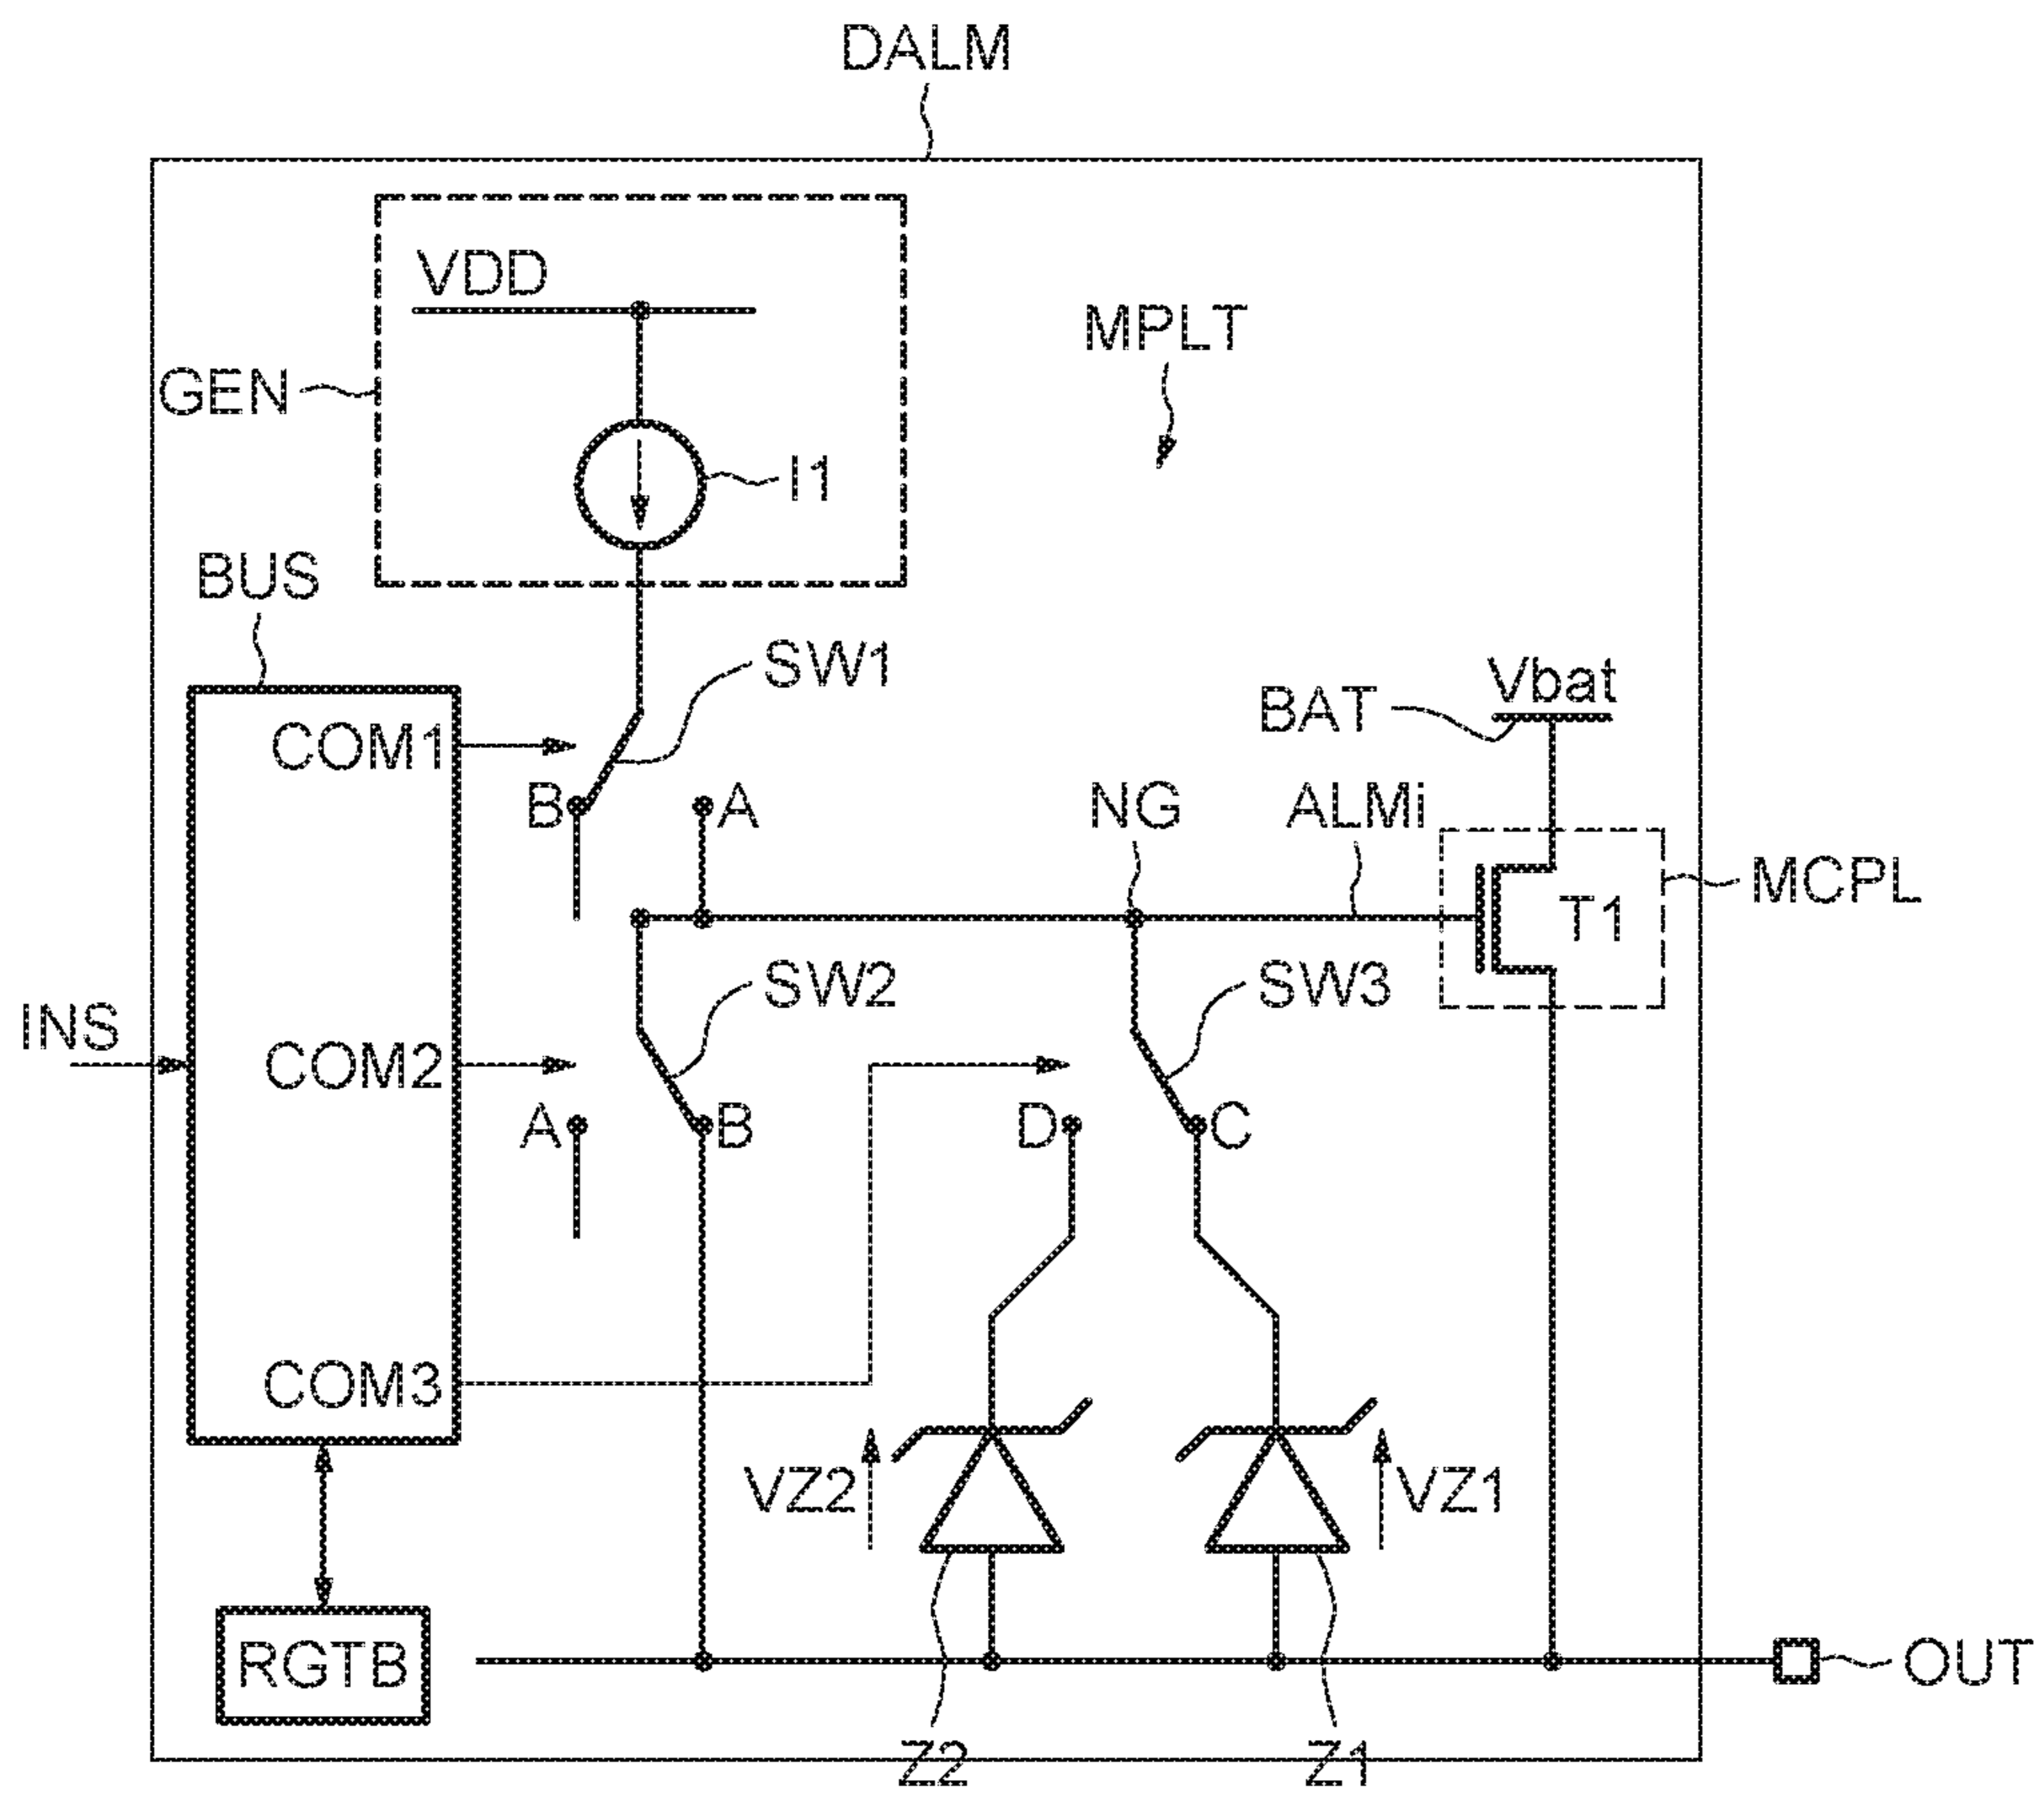 DALM
VDD
MPLT
GEN
I1
BUS
SW1
Vbat
BAT
COM1
B
A
NG
ALMi
MCPL
T1
SW2
SW3
INS
COM2
A
B
D
C
COM3
VZ2
VZ1
RGTB
OUT
Z2
Z1